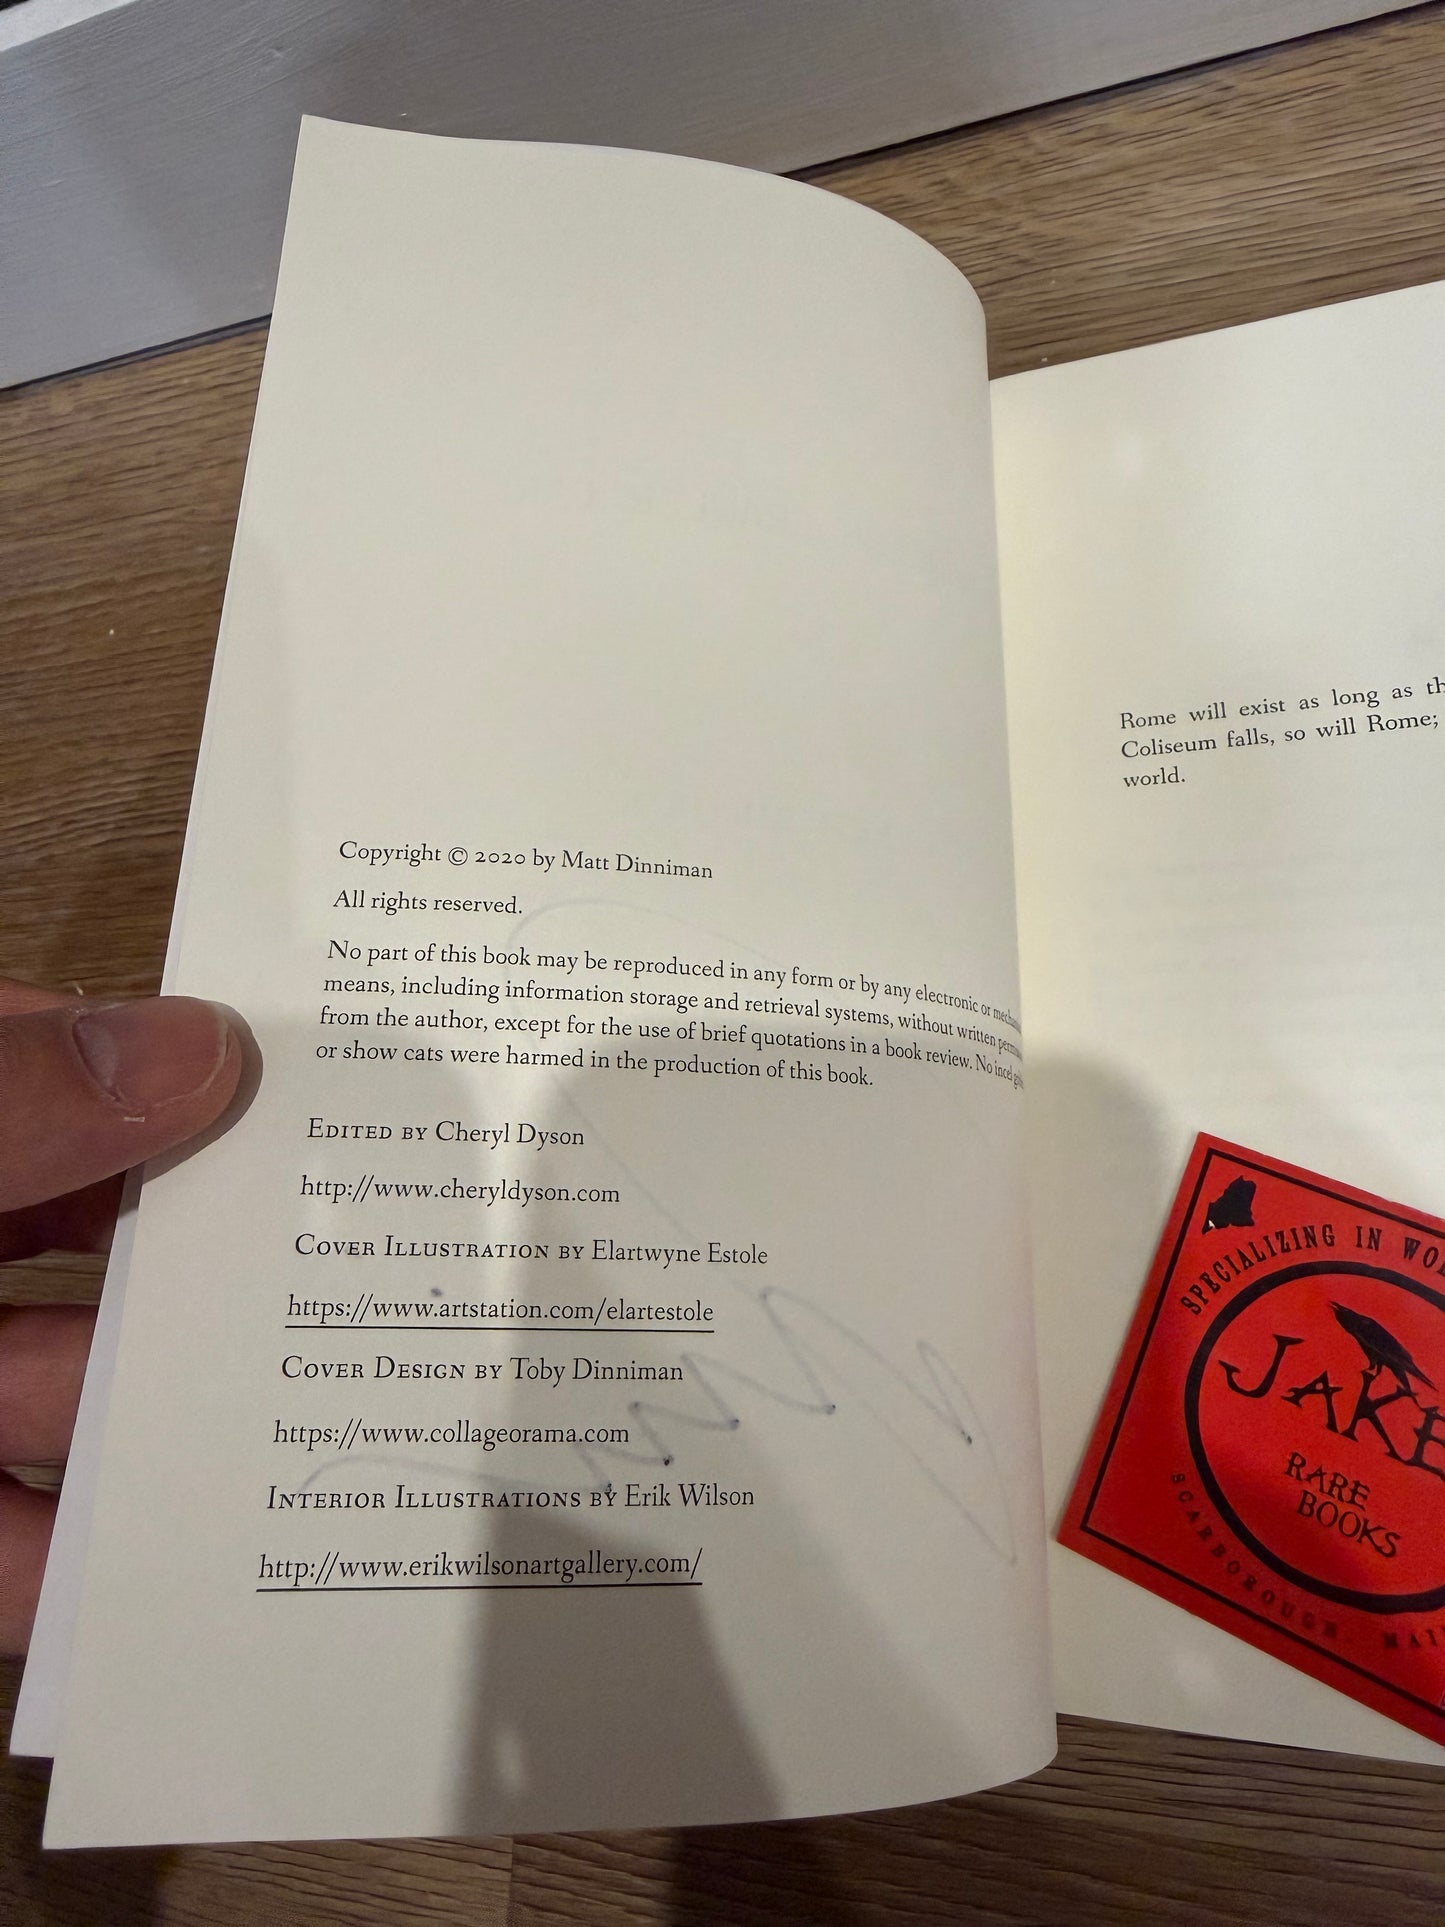 Copyright © 2020 by Matt Dinniman
All rights reserved.
No part of this book may be reproduced in any form or by any electronic or
means, including information storage and retrieval systems, without written
from the author, except for the use of brief quotations in a book review. No incel
or show cats were harmed in the production of this book.
Edited by Cheryl Dyson
http://www.cheryldyson.com
Cover Illustration by Elartwyne Estole
https://www.artstation.com/elartestole
Cover Design by Toby Dinniman
https://www.collageorama.com
Interior Illustrations by Erik Wilson
http://www.erikwilsonartgallery.com/
Rome will exist as long as
Coliseum falls, so will Rome;
world.
SPECIALIZING IN
JAKE
RARE
BOOKS
SCARBOROUGH